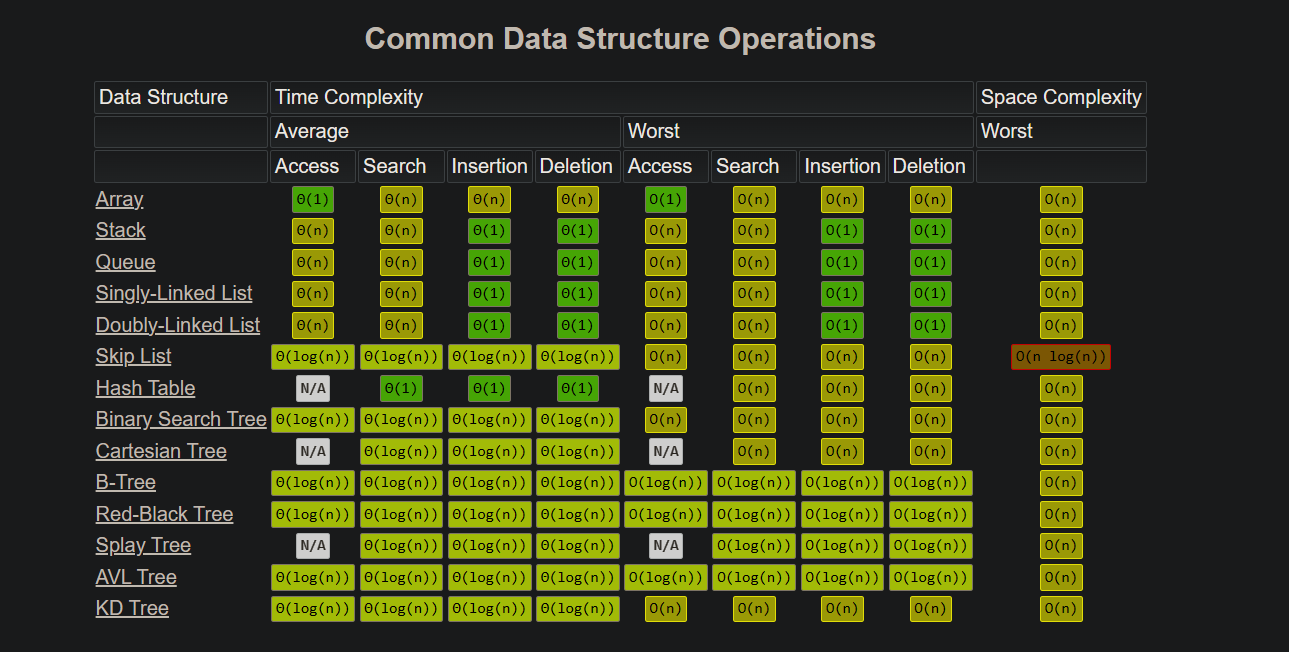 Common Data Structure Operations
Data Structure Time Complexity Space Complexity
Average Worst Worst
Access Search Insertion Deletion Access Search Insertion Deletion
Array Θ(1) Θ(n) Θ(n) Θ(n) O(1) O(n) O(n) O(n) O(n)
Stack Θ(n) Θ(n) Θ(1) Θ(1) O(n) O(n) O(1) O(1) O(n)
Queue Θ(n) Θ(n) Θ(1) Θ(1) O(n) O(n) O(1) O(1) O(n)
Singly-Linked List Θ(n) Θ(n) Θ(1) Θ(1) O(n) O(n) O(1) O(1) O(n)
Doubly-Linked List Θ(n) Θ(n) Θ(1) Θ(1) O(n) O(n) O(1) O(1) O(n)
Skip List Θ(log(n)) Θ(log(n)) Θ(log(n)) Θ(log(n)) O(n) O(n) O(n) O(n) O(n log(n))
Hash Table N/A Θ(1) Θ(1) Θ(1) N/A O(n) O(n) O(n) O(n)
Binary Search Tree Θ(log(n)) Θ(log(n)) Θ(log(n)) Θ(log(n)) O(n) O(n) O(n) O(n) O(n)
Cartesian Tree N/A Θ(log(n)) Θ(log(n)) Θ(log(n)) N/A O(n) O(n) O(n) O(n)
B-Tree Θ(log(n)) Θ(log(n)) Θ(log(n)) Θ(log(n)) O(log(n)) O(log(n)) O(log(n)) O(log(n)) O(n)
Red-Black Tree Θ(log(n)) Θ(log(n)) Θ(log(n)) Θ(log(n)) O(log(n)) O(log(n)) O(log(n)) O(log(n)) O(n)
Splay Tree N/A Θ(log(n)) Θ(log(n)) Θ(log(n)) N/A O(log(n)) O(log(n)) O(log(n)) O(n)
AVL Tree Θ(log(n)) Θ(log(n)) Θ(log(n)) Θ(log(n)) O(log(n)) O(log(n)) O(log(n)) O(log(n)) O(n)
KD Tree Θ(log(n)) Θ(log(n)) Θ(log(n)) Θ(log(n)) O(n) O(n) O(n) O(n) O(n)